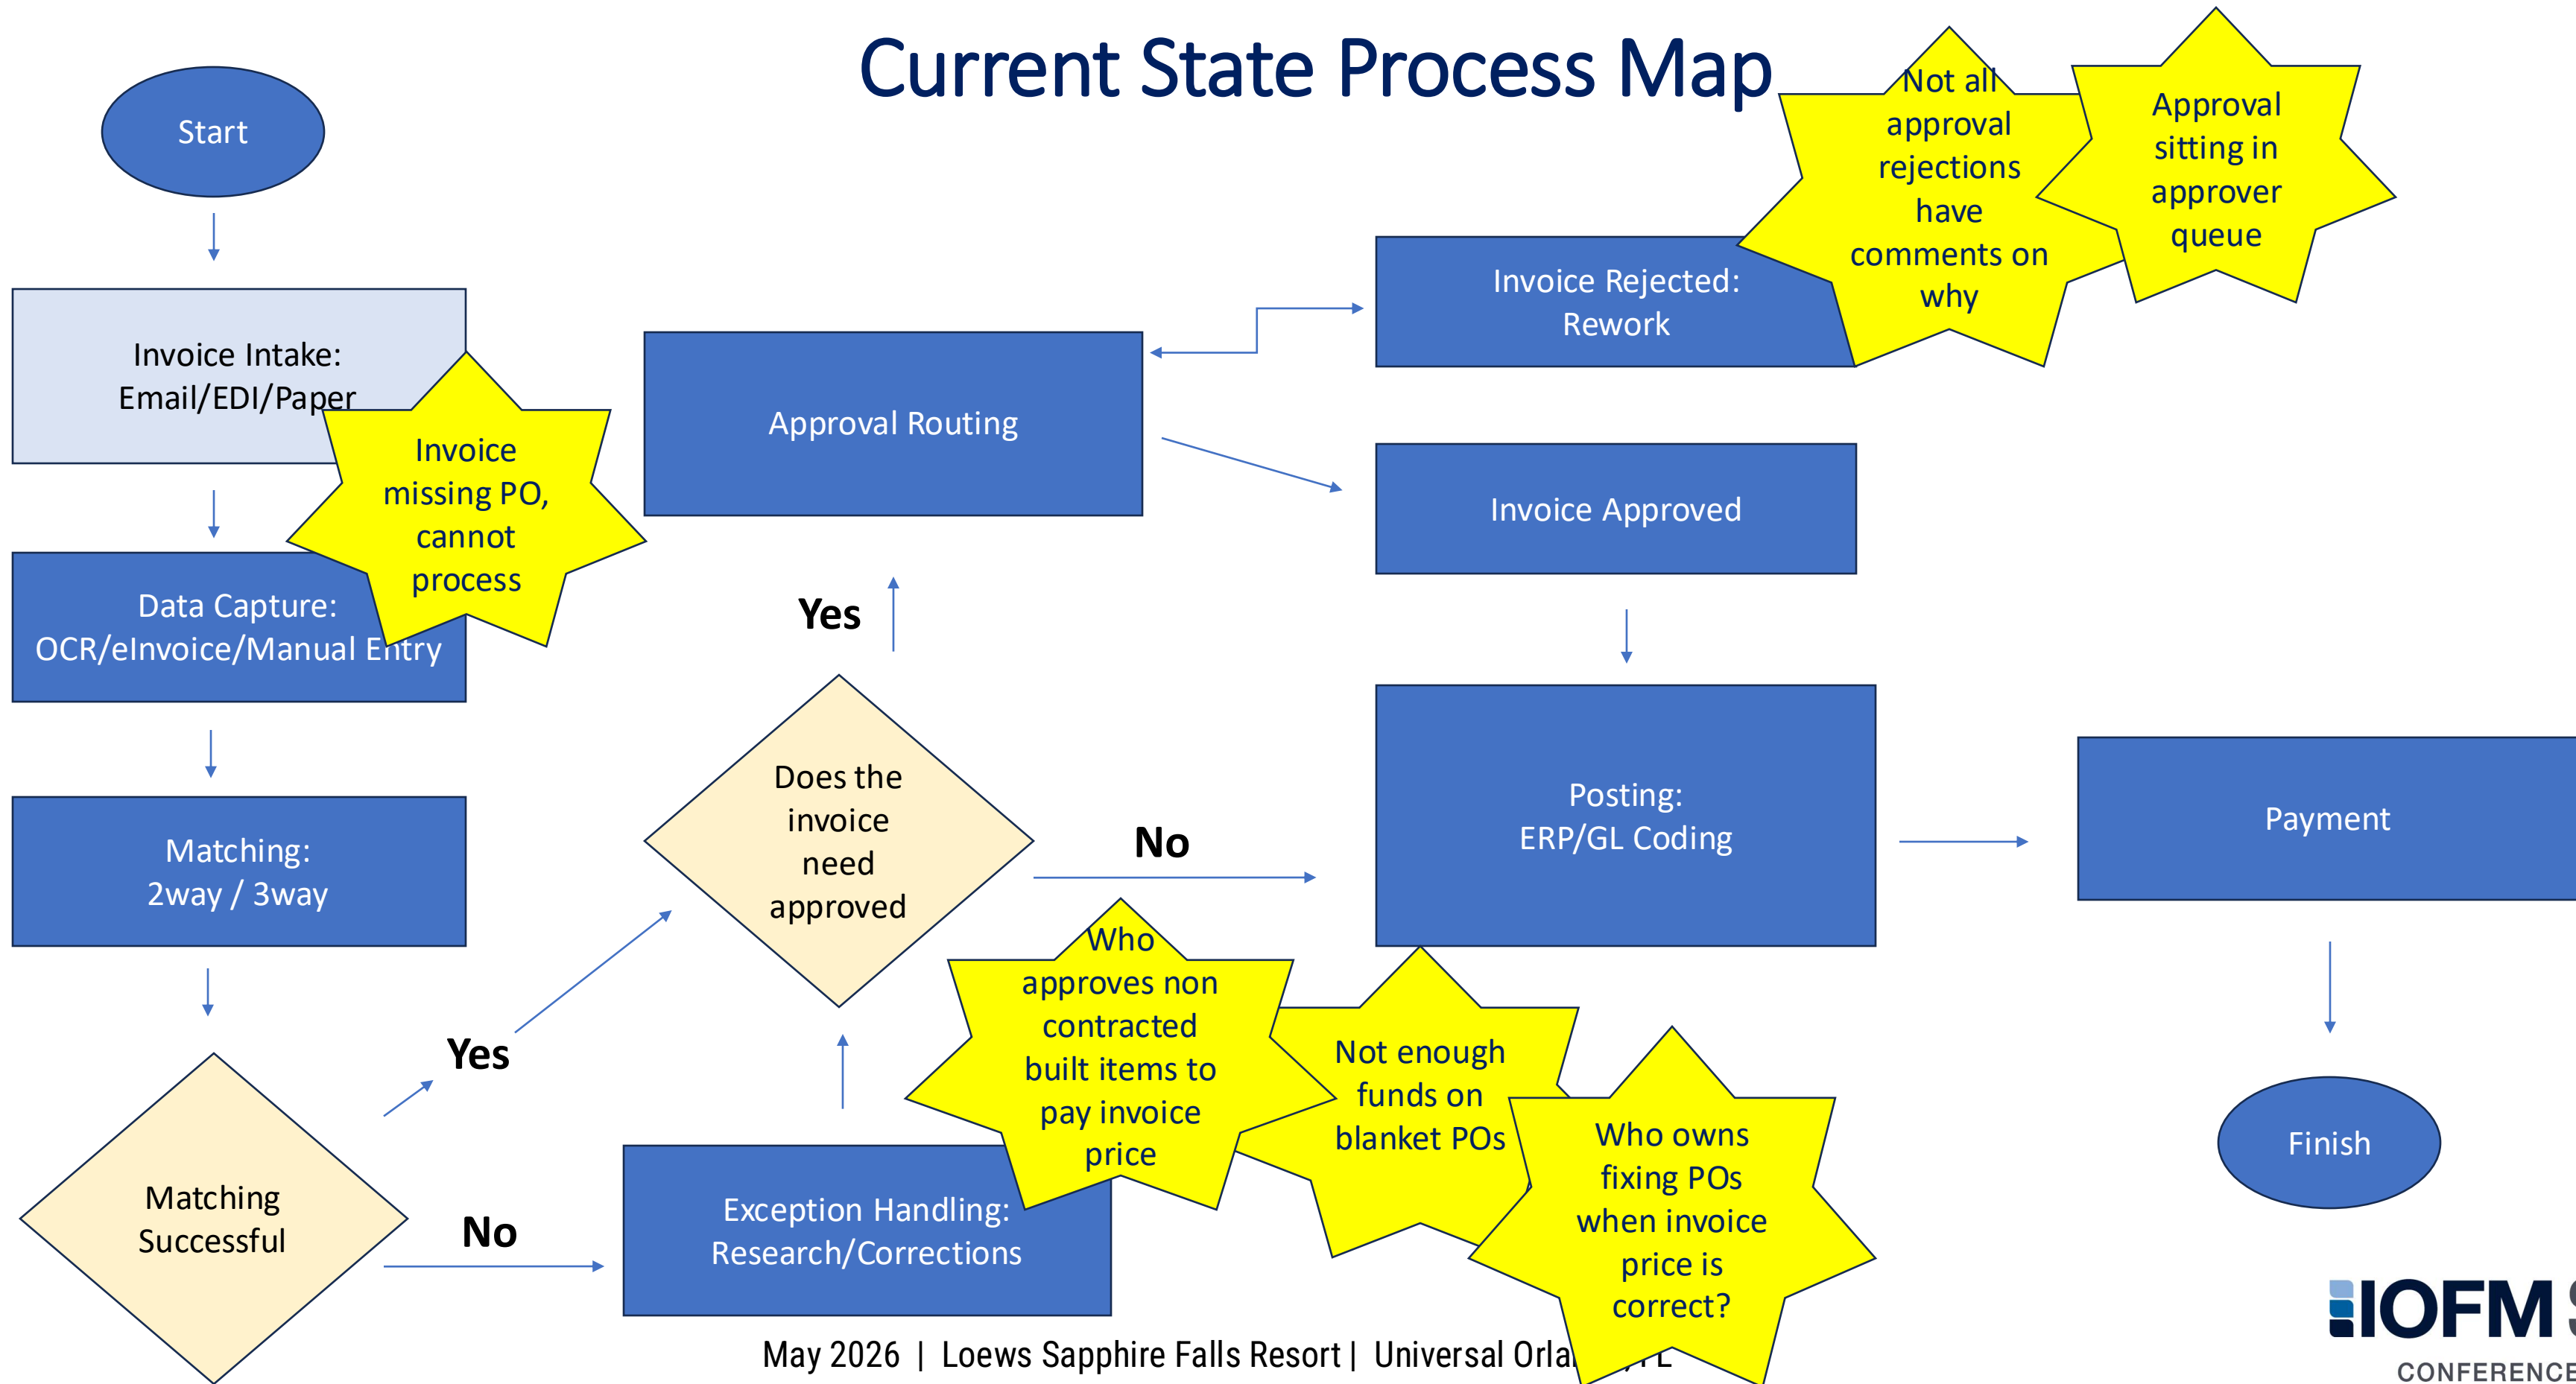 Current State Process Map
Start
Invoice Intake:
Email/EDI/Paper
Invoice
missing PO,
cannot
process
Data Capture:
OCR/eInvoice/Manual Entry
Matching:
2way / 3way
Matching
Successful
Yes
No
Exception Handling:
Research/Corrections
Who
approves non
contracted
built items to
pay invoice
price
Not enough
funds on
blanket POs
Who owns
fixing POs
when invoice
price is
correct?
Does the
invoice
need
approved
Yes
No
Approval Routing
Invoice Rejected:
Rework
Not all
approval
rejections
have
comments on
why
Approval
sitting in
approver
queue
Invoice Approved
Posting:
ERP/GL Coding
Payment
Finish
May 2026 | Loews Sapphire Falls Resort | Universal
IOFM
CONFERENCE